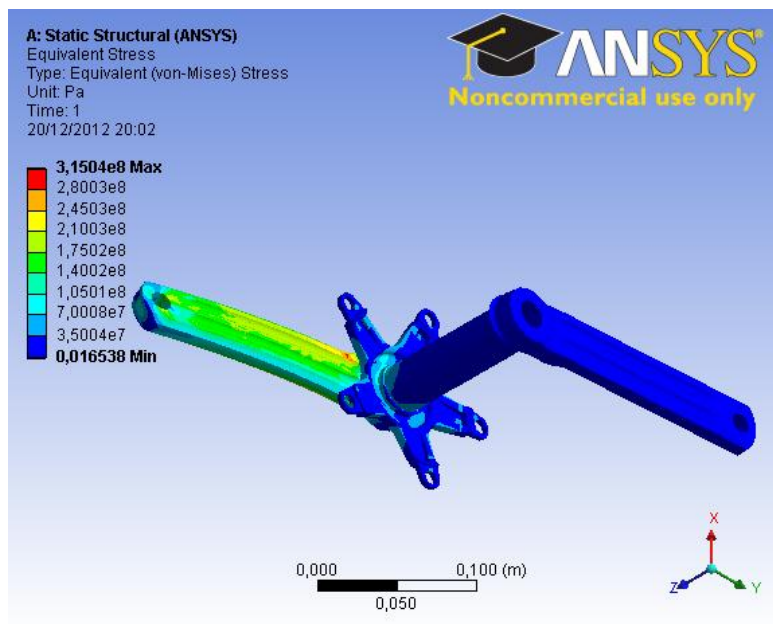 A: Static Structural (ANSYS)
Equivalent Stress
Type: Equivalent (von-Mises) Stress
Unit: Pa
Time: 1
20/12/2012 20:02
ANSYS®
Noncommercial use only
3,1504e8 Max
2,8003e8
2,4503e8
2,1003e8
1,7502e8
1,4002e8
1,0501e8
7,0008e7
3,5004e7
0,016538 Min
0,000 0,100 (m)
0,050
X
Z Y